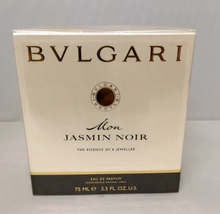 BVLGARI
Mon
JASMIN NOIR
THE ESSENCE OF A JEWELLER
EAU DE PARFUM
75 ML ℮ 2.5 FL.OZ.U.S.